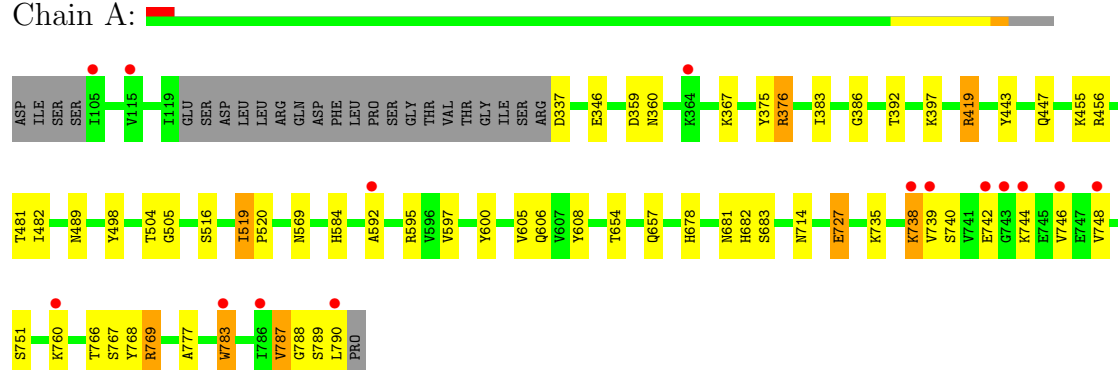 Chain A:
ASP ILE SER SER I105 V115 I119 GLU SER ASP LEU LEU ARG GLN ASP PHE LEU PRO SER GLY THR VAL THR GLY ILE SER ARG D337 E346 D359 N360 K364 K367 Y375 R376 I383 G386 T392 K397 R419 Y443 Q447 K455 R456
T481 I482 N489 Y498 T504 G505 S516 I519 P520 N569 H584 A592 R595 V596 V597 Y600 V605 Q606 V607 Y608 T654 Q657 H678 N681 H682 S683 N714 E727 K735 K738 V739 S740 V741 E742 G743 K744 E745 V746 E747 V748
S751 K760 T766 S767 Y768 R769 A777 W783 I786 V787 G788 S789 L790 PRO